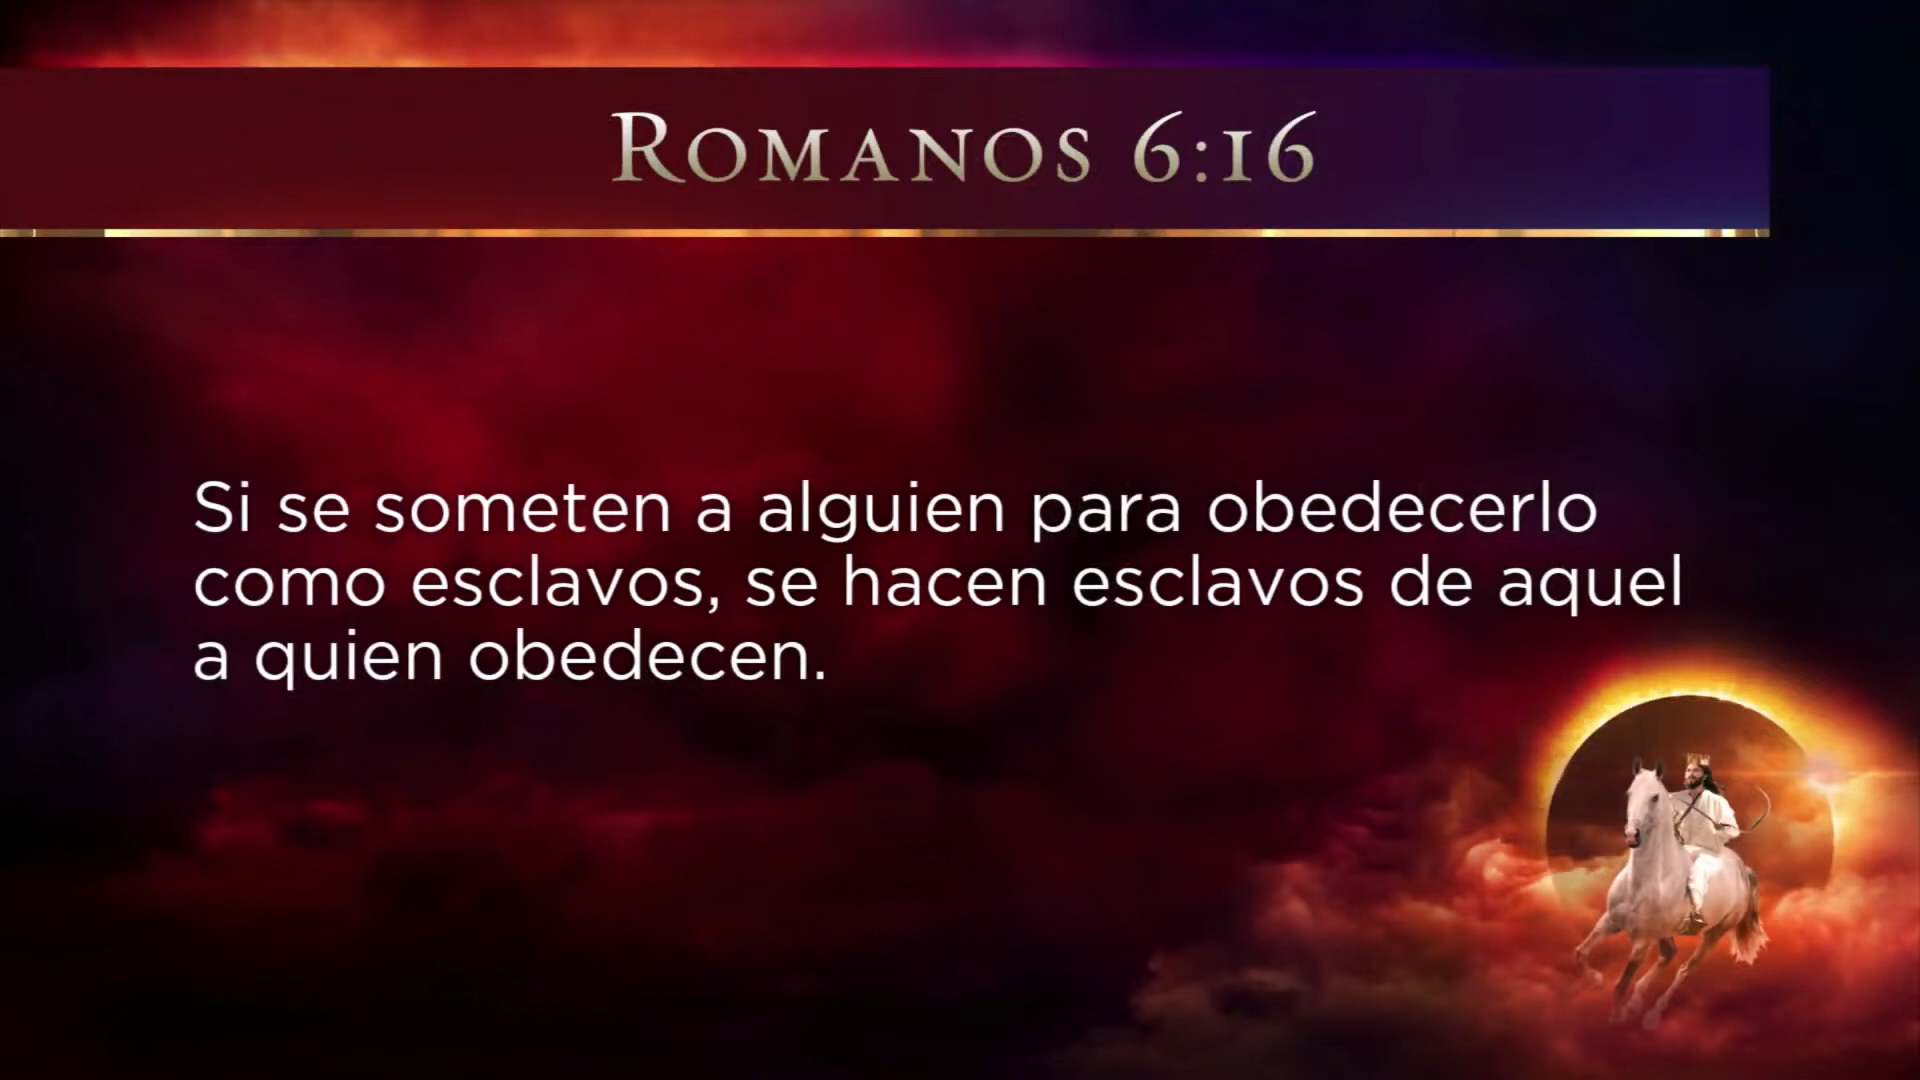 Romanos 6:16
Si se someten a alguien para obedecerlo
como esclavos, se hacen esclavos de aquel
a quien obedecen.